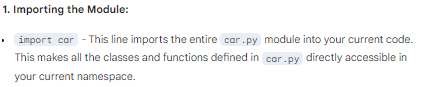 1. Importing the Module:
• import car - This line imports the entire car.py module into your current code.
This makes all the classes and functions defined in car.py directly accessible in
your current namespace.